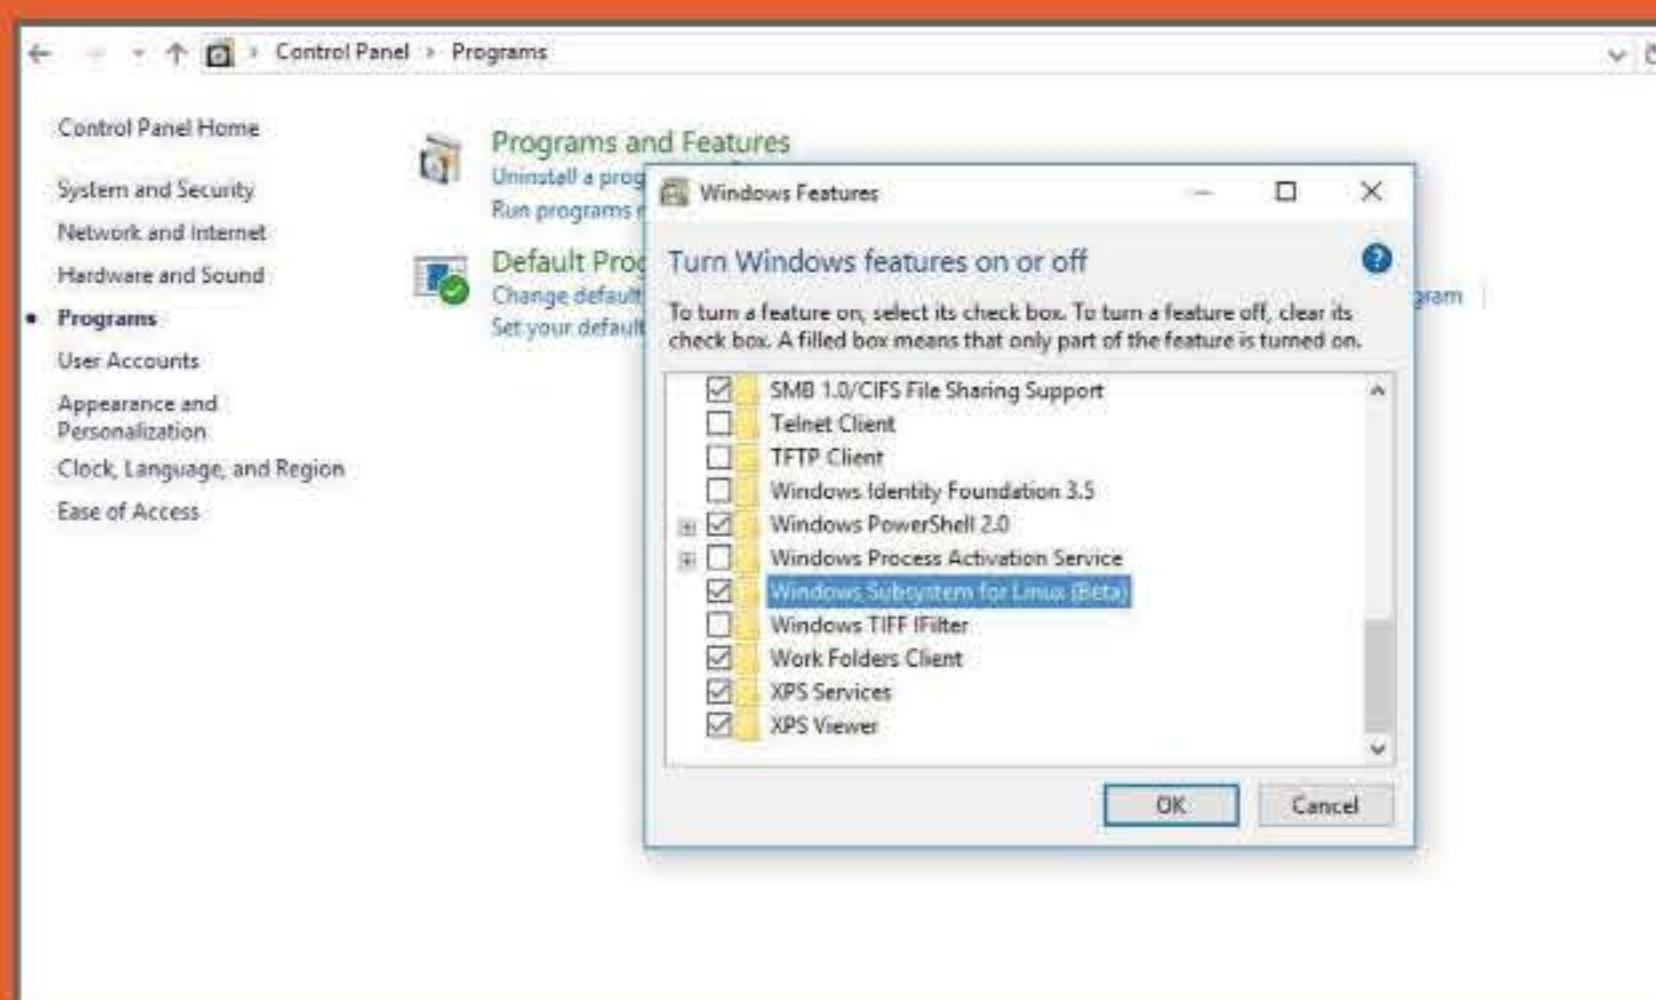 Control Panel > Programs
Control Panel Home
System and Security
Network and Internet
Hardware and Sound
Programs
User Accounts
Appearance and
Personalization
Clock, Language, and Region
Ease of Access
Programs and Features
Uninstall a prog
Run programs
Default Prog
Change default
gram
Set your default
Windows Features
Turn Windows features on or off
To turn a feature on, select its check box. To turn a feature off, clear its
check box. A filled box means that only part of the feature is turned on.
SMB 1.0/CIFS File Sharing Support
Telnet Client
TFTP Client
Windows Identity Foundation 3.5
Windows PowerShell 2.0
Windows Process Activation Service
Windows Subsystem for Linux (Beta)
Windows TIFF IFilter
Work Folders Client
XPS Services
XPS Viewer
OK
Cancel